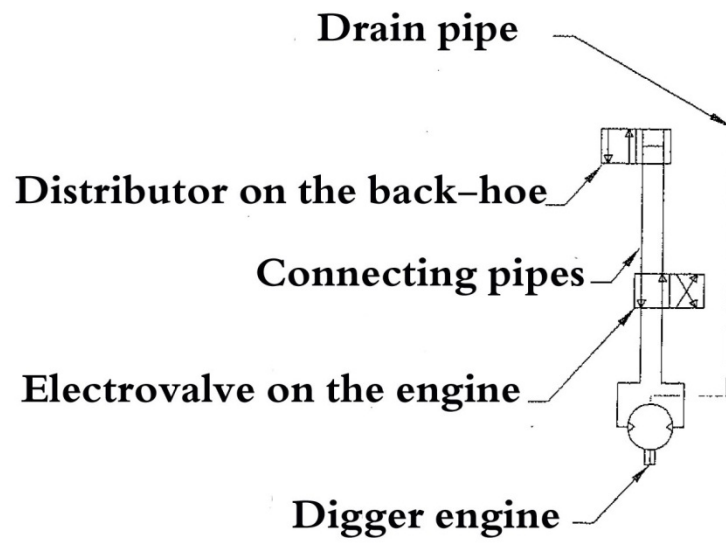 Drain pipe
Distributor on the back-hoe
Connecting pipes
Electrovalve on the engine
Digger engine